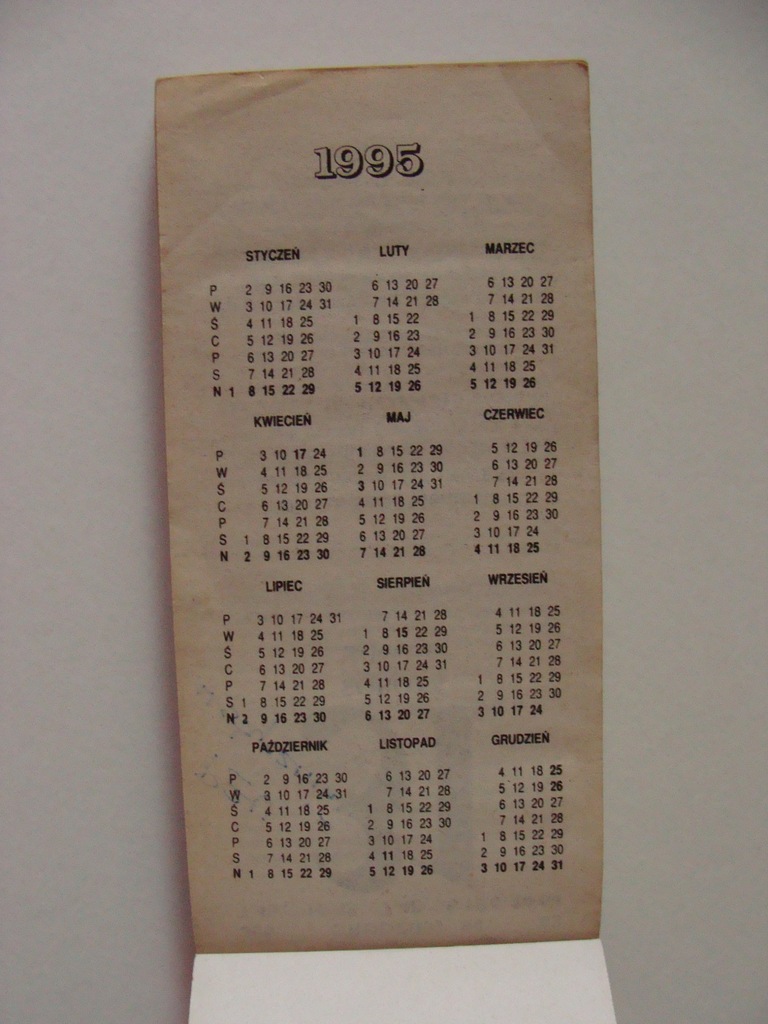 1995
STYCZEŃ LUTY MARZEC
P 2 9 16 23 30 6 13 20 27 6 13 20 27
W 3 10 17 24 31 7 14 21 28 7 14 21 28
Ś 4 11 18 25 1 8 15 22 1 8 15 22 29
C 5 12 19 26 2 9 16 23 2 9 16 23 30
P 6 13 20 27 3 10 17 24 3 10 17 24 31
S 7 14 21 28 4 11 18 25 4 11 18 25
N 1 8 15 22 29 5 12 19 26 5 12 19 26
KWIECIEŃ MAJ CZERWIEC
P 3 10 17 24 1 8 15 22 29 5 12 19 26
W 4 11 18 25 2 9 16 23 30 6 13 20 27
Ś 5 12 19 26 3 10 17 24 31 7 14 21 28
C 6 13 20 27 4 11 18 25 1 8 15 22 29
P 7 14 21 28 5 12 19 26 2 9 16 23 30
S 1 8 15 22 29 6 13 20 27 3 10 17 24
N 2 9 16 23 30 7 14 21 28 4 11 18 25
LIPIEC SIERPIEŃ WRZESIEŃ
P 3 10 17 24 31 7 14 21 28 4 11 18 25
W 4 11 18 25 1 8 15 22 29 5 12 19 26
Ś 5 12 19 26 2 9 16 23 30 6 13 20 27
C 6 13 20 27 3 10 17 24 31 7 14 21 28
P 7 14 21 28 4 11 18 25 1 8 15 22 29
S 1 8 15 22 29 5 12 19 26 2 9 16 23 30
N 2 9 16 23 30 6 13 20 27 3 10 17 24
PAŹDZIERNIK LISTOPAD GRUDZIEŃ
P 2 9 16 23 30 6 13 20 27 4 11 18 25
W 3 10 17 24 31 7 14 21 28 5 12 19 26
Ś 4 11 18 25 1 8 15 22 29 6 13 20 27
C 5 12 19 26 2 9 16 23 30 7 14 21 28
P 6 13 20 27 3 10 17 24 1 8 15 22 29
S 7 14 21 28 4 11 18 25 2 9 16 23 30
N 1 8 15 22 29 5 12 19 26 3 10 17 24 31